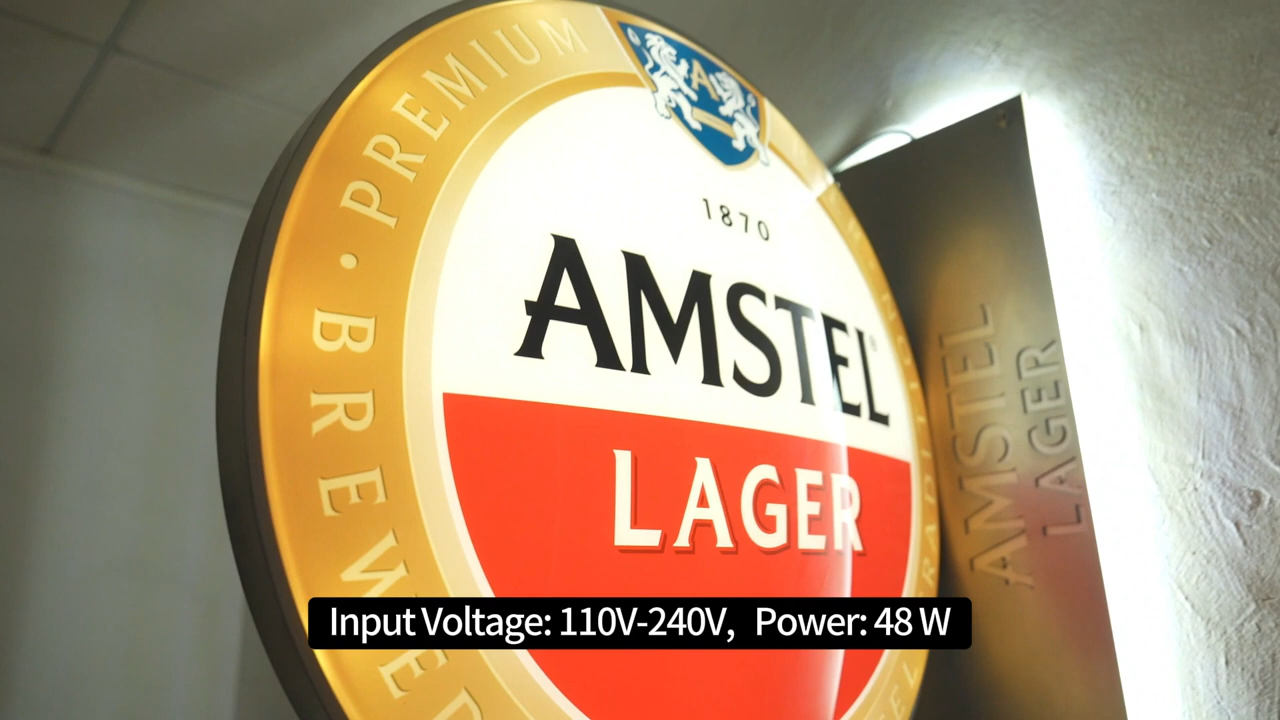 PREMIUM
A
1870
AMSTEL
LAGER
· BREWED
AMSTEL
LAGER
Input Voltage: 110V-240V, Power: 48 W